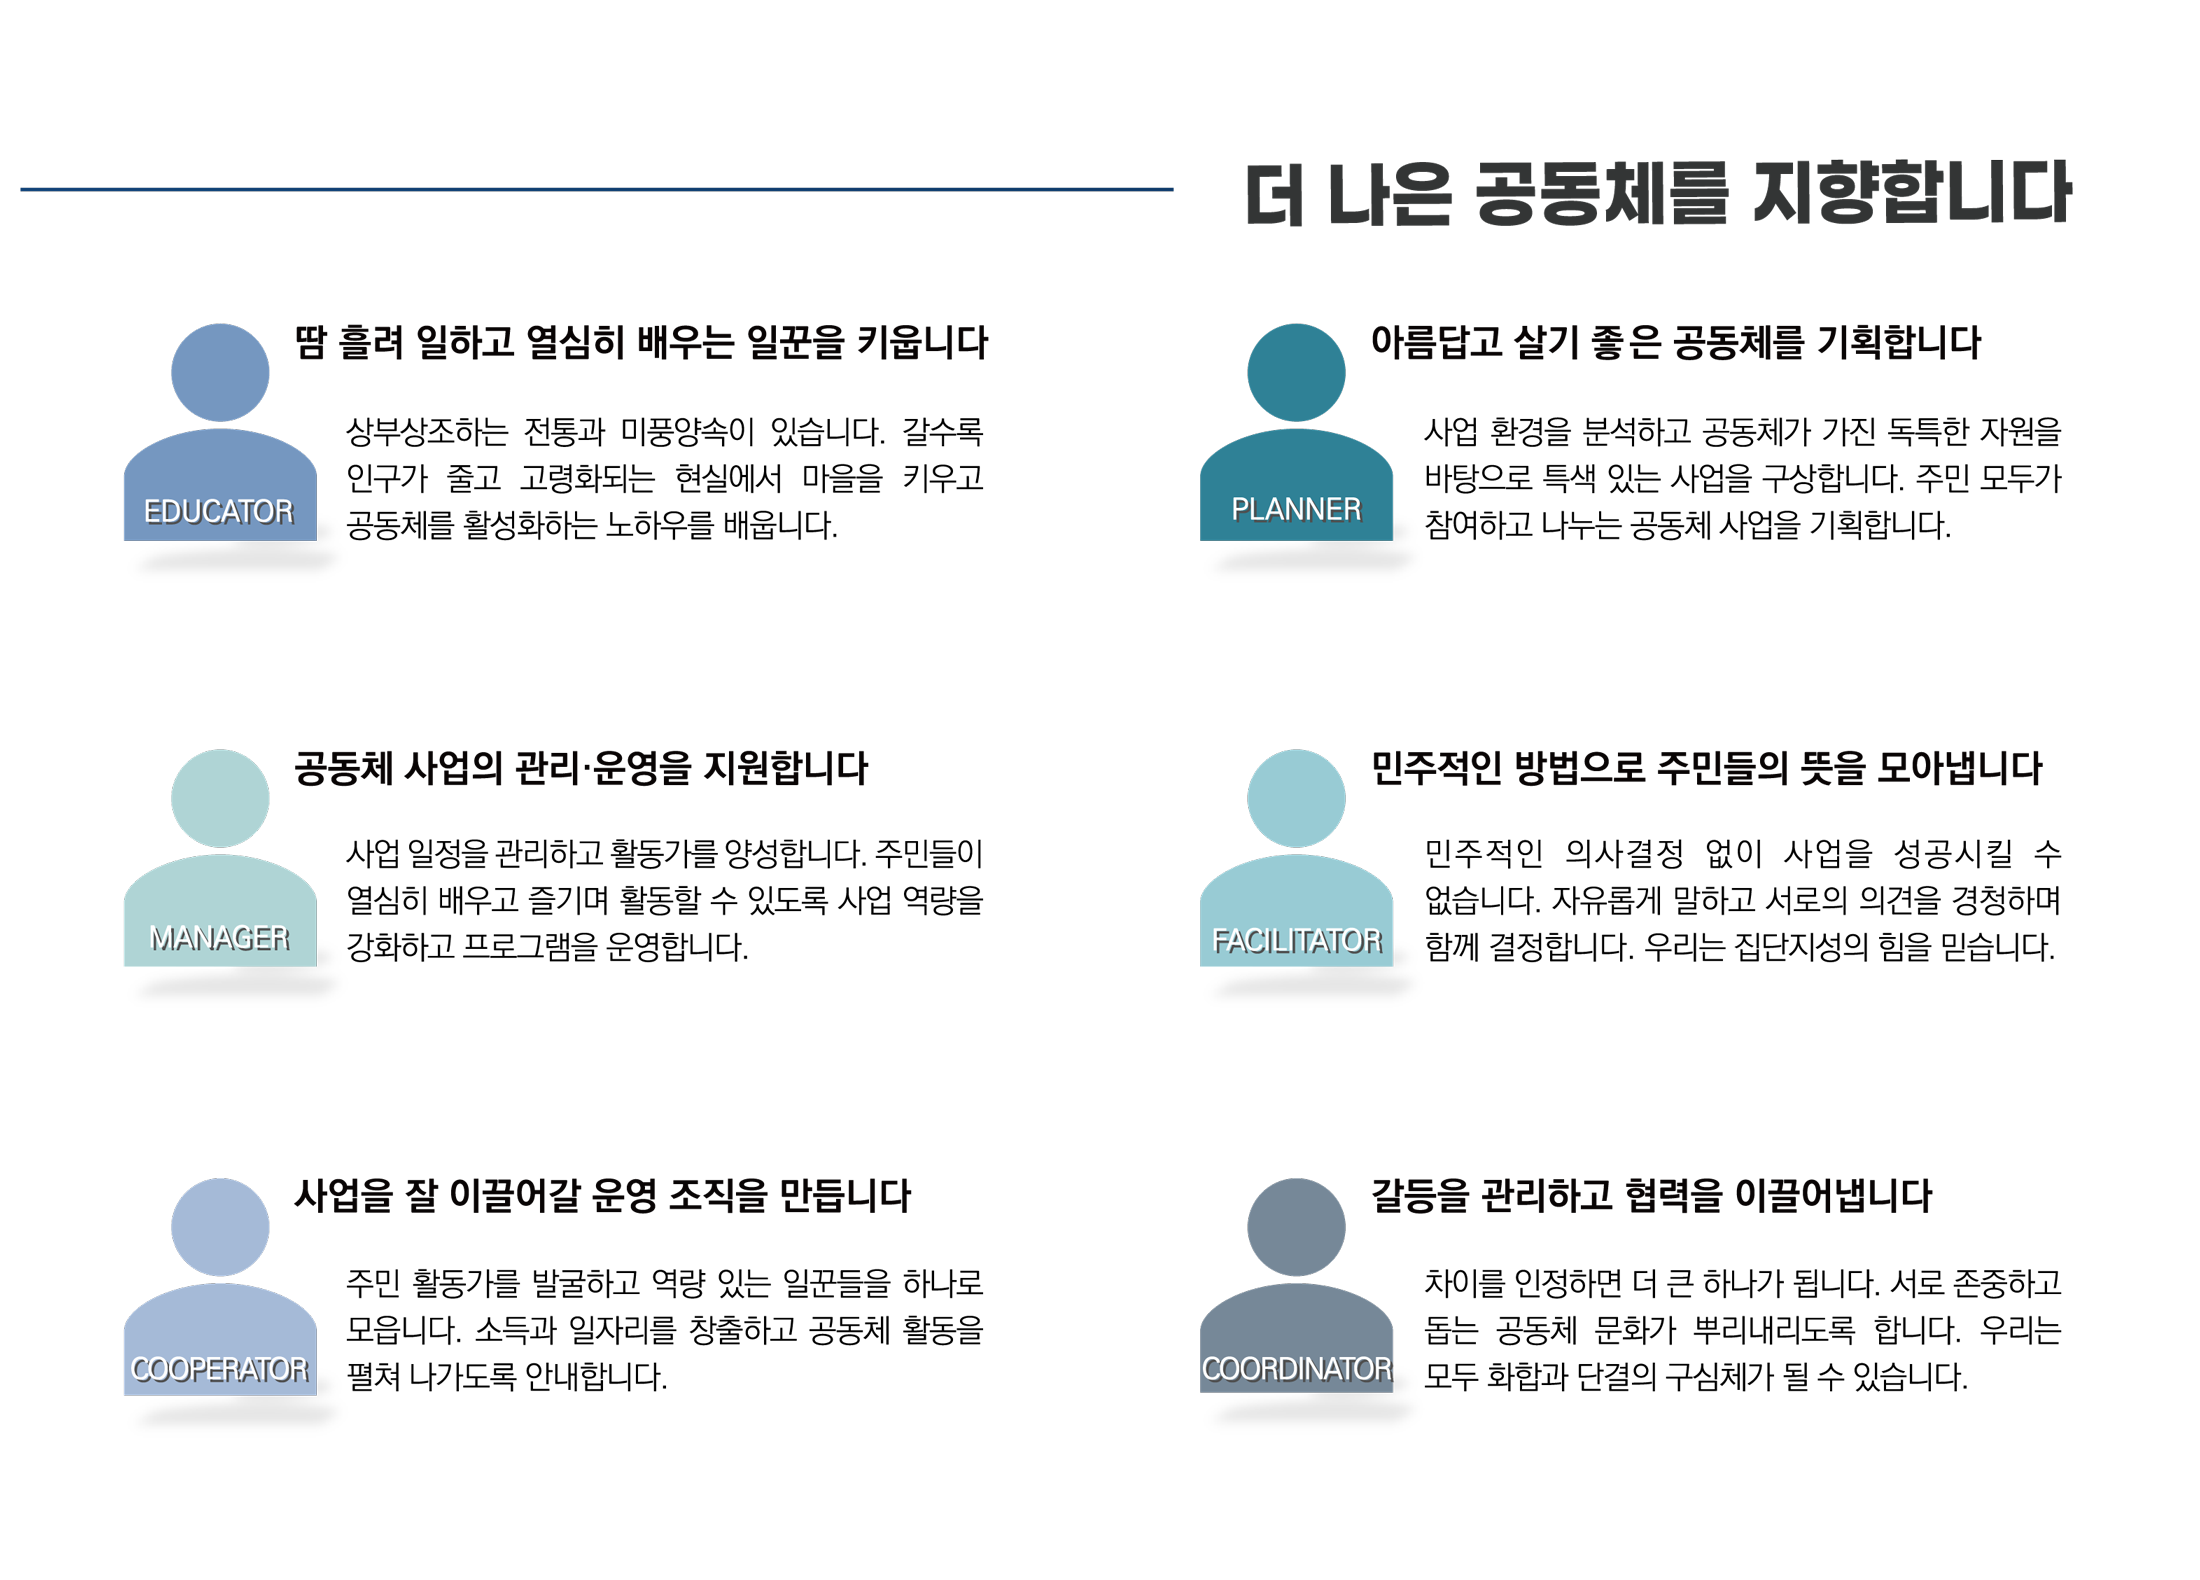 더 나은 공동체를 지향합니다
땀 흘려 일하고 열심히 배우는 일꾼을 키웁니다
상부상조하는 전통과 미풍양속이 있습니다. 갈수록
인구가 줄고 고령화되는 현실에서 마을을 키우고
공동체를 활성화하는 노하우를 배웁니다.
EDUCATOR
아름답고 살기 좋은 공동체를 기획합니다
사업 환경을 분석하고 공동체가 가진 독특한 자원을
바탕으로 특색 있는 사업을 구상합니다. 주민 모두가
참여하고 나누는 공동체 사업을 기획합니다.
PLANNER
공동체 사업의 관리·운영을 지원합니다
사업 일정을 관리하고 활동가를 양성합니다. 주민들이
열심히 배우고 즐기며 활동할 수 있도록 사업 역량을
강화하고 프로그램을 운영합니다.
MANAGER
민주적인 방법으로 주민들의 뜻을 모아냅니다
민주적인 의사결정 없이 사업을 성공시킬 수
없습니다. 자유롭게 말하고 서로의 의견을 경청하며
함께 결정합니다. 우리는 집단지성의 힘을 믿습니다.
FACILITATOR
사업을 잘 이끌어갈 운영 조직을 만듭니다
주민 활동가를 발굴하고 역량 있는 일꾼들을 하나로
모읍니다. 소득과 일자리를 창출하고 공동체 활동을
펼쳐 나가도록 안내합니다.
COOPERATOR
갈등을 관리하고 협력을 이끌어냅니다
차이를 인정하면 더 큰 하나가 됩니다. 서로 존중하고
돕는 공동체 문화가 뿌리내리도록 합니다. 우리는
모두 화합과 단결의 구심체가 될 수 있습니다.
COORDINATOR